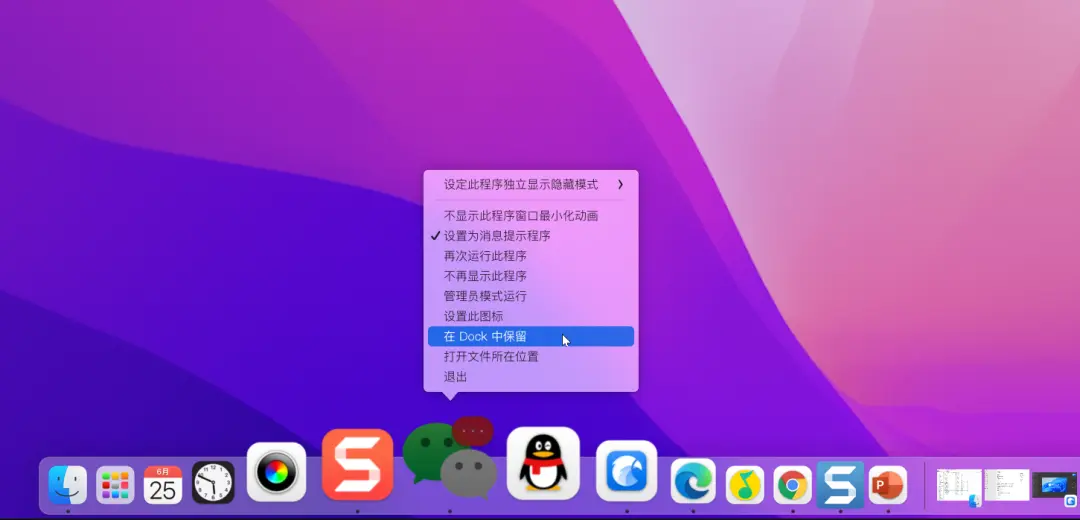 设定此程序独立显示隐藏模式
不显示此程序窗口最小化动画
设置为消息提示程序
再次运行此程序
不再显示此程序
管理员模式运行
设置此图标
在 Dock 中保留
打开文件所在位置
退出
6月
25
S
S
P